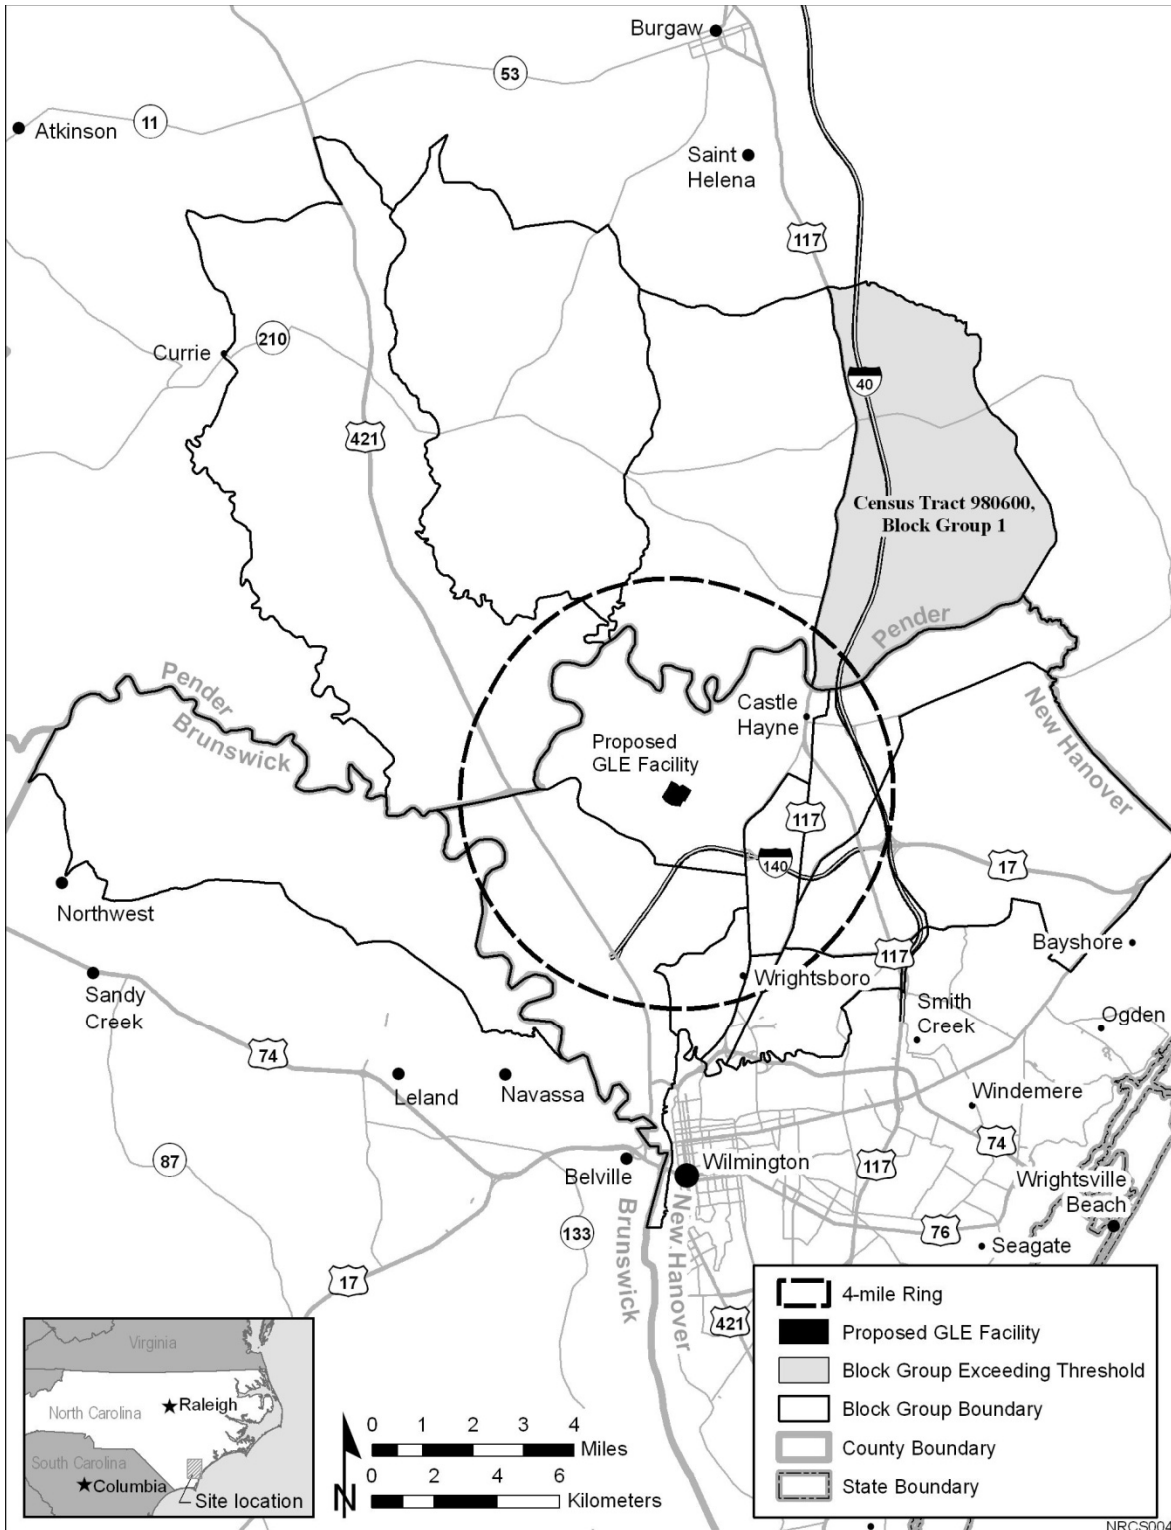 Burgaw
53
11
Atkinson
Saint
Helena
117
210
Currie
40
421
Census Tract 980600,
Block Group 1
Pender
Castle
Hayne
New Hanover
Pender
Brunswick
Proposed
GLE Facility
117
140
17
Northwest
Bayshore
117
Wrightsboro
Sandy
Creek
Smith
Creek
Ogden
74
Leland
Navassa
Windemere
74
87
Belville
Wilmington
117
Wrightsville
Beach
Brunswick
New Hanover
133
76
Seagate
17
421
4-mile Ring
Proposed GLE Facility
Block Group Exceeding Threshold
Block Group Boundary
County Boundary
State Boundary
Virginia
North Carolina
Raleigh
South Carolina
Columbia
Site location
N
0 1 2 3 4
Miles
0 2 4 6
Kilometers
NRCS004